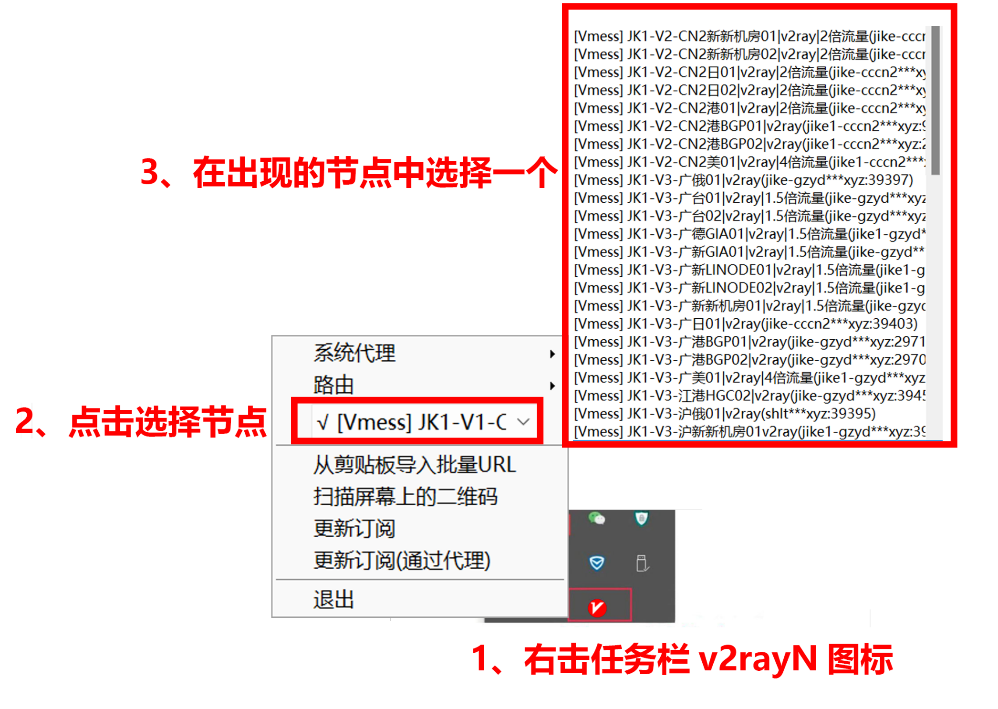 [Vmess] JK1-V2-CN2新新机房01|v2ray|2倍流量(jike-cccr
[Vmess] JK1-V2-CN2新新机房02|v2ray|2倍流量(jike-cccr
[Vmess] JK1-V2-CN2日01|v2ray|2倍流量(jike-cccn2***xy
[Vmess] JK1-V2-CN2日02|v2ray|2倍流量(jike-cccn2***xy
[Vmess] JK1-V2-CN2港01|v2ray|2倍流量(jike-cccn2***xy
[Vmess] JK1-V2-CN2港BGP01|v2ray(jike1-cccn2***xyz:9
[Vmess] JK1-V2-CN2港BGP02|v2ray(jike1-cccn2***xyz:2
[Vmess] JK1-V2-CN2美01|v2ray|4倍流量(jike1-cccn2***:
[Vmess] JK1-V3-广俄01|v2ray(jike-gzyd***xyz:39397)
[Vmess] JK1-V3-广台01|v2ray|1.5倍流量(jike-gzyd***xyz
[Vmess] JK1-V3-广台02|v2ray|1.5倍流量(jike-gzyd***xyz
[Vmess] JK1-V3-广德GIA01|v2ray|1.5倍流量(jike1-gzyd*
[Vmess] JK1-V3-广新GIA01|v2ray|1.5倍流量(jike-gzyd**
[Vmess] JK1-V3-广新LINODE01|v2ray|1.5倍流量(jike1-g
[Vmess] JK1-V3-广新LINODE02|v2ray|1.5倍流量(jike1-g
[Vmess] JK1-V3-广新新机房01|v2ray|1.5倍流量(jike-gzyc
[Vmess] JK1-V3-广日01|v2ray(jike-cccn2***xyz:39403)
[Vmess] JK1-V3-广港BGP01|v2ray(jike-gzyd***xyz:2971
[Vmess] JK1-V3-广港BGP02|v2ray(jike-gzyd***xyz:2970
[Vmess] JK1-V3-广美01|v2ray|4倍流量(jike1-gzyd***xyz
[Vmess] JK1-V3-江港HGC02|v2ray(jike-gzyd***xyz:3945
[Vmess] JK1-V3-沪俄01|v2ray(shlt***xyz:39395)
[Vmess] JK1-V3-沪新新机房01v2ray(jike1-gzyd***xyz:39
3、在出现的节点中选择一个
系统代理
路由
2、点击选择节点
√ [Vmess] JK1-V1-C
从剪贴板导入批量URL
扫描屏幕上的二维码
更新订阅
更新订阅(通过代理)
退出
1、右击任务栏 v2rayN 图标